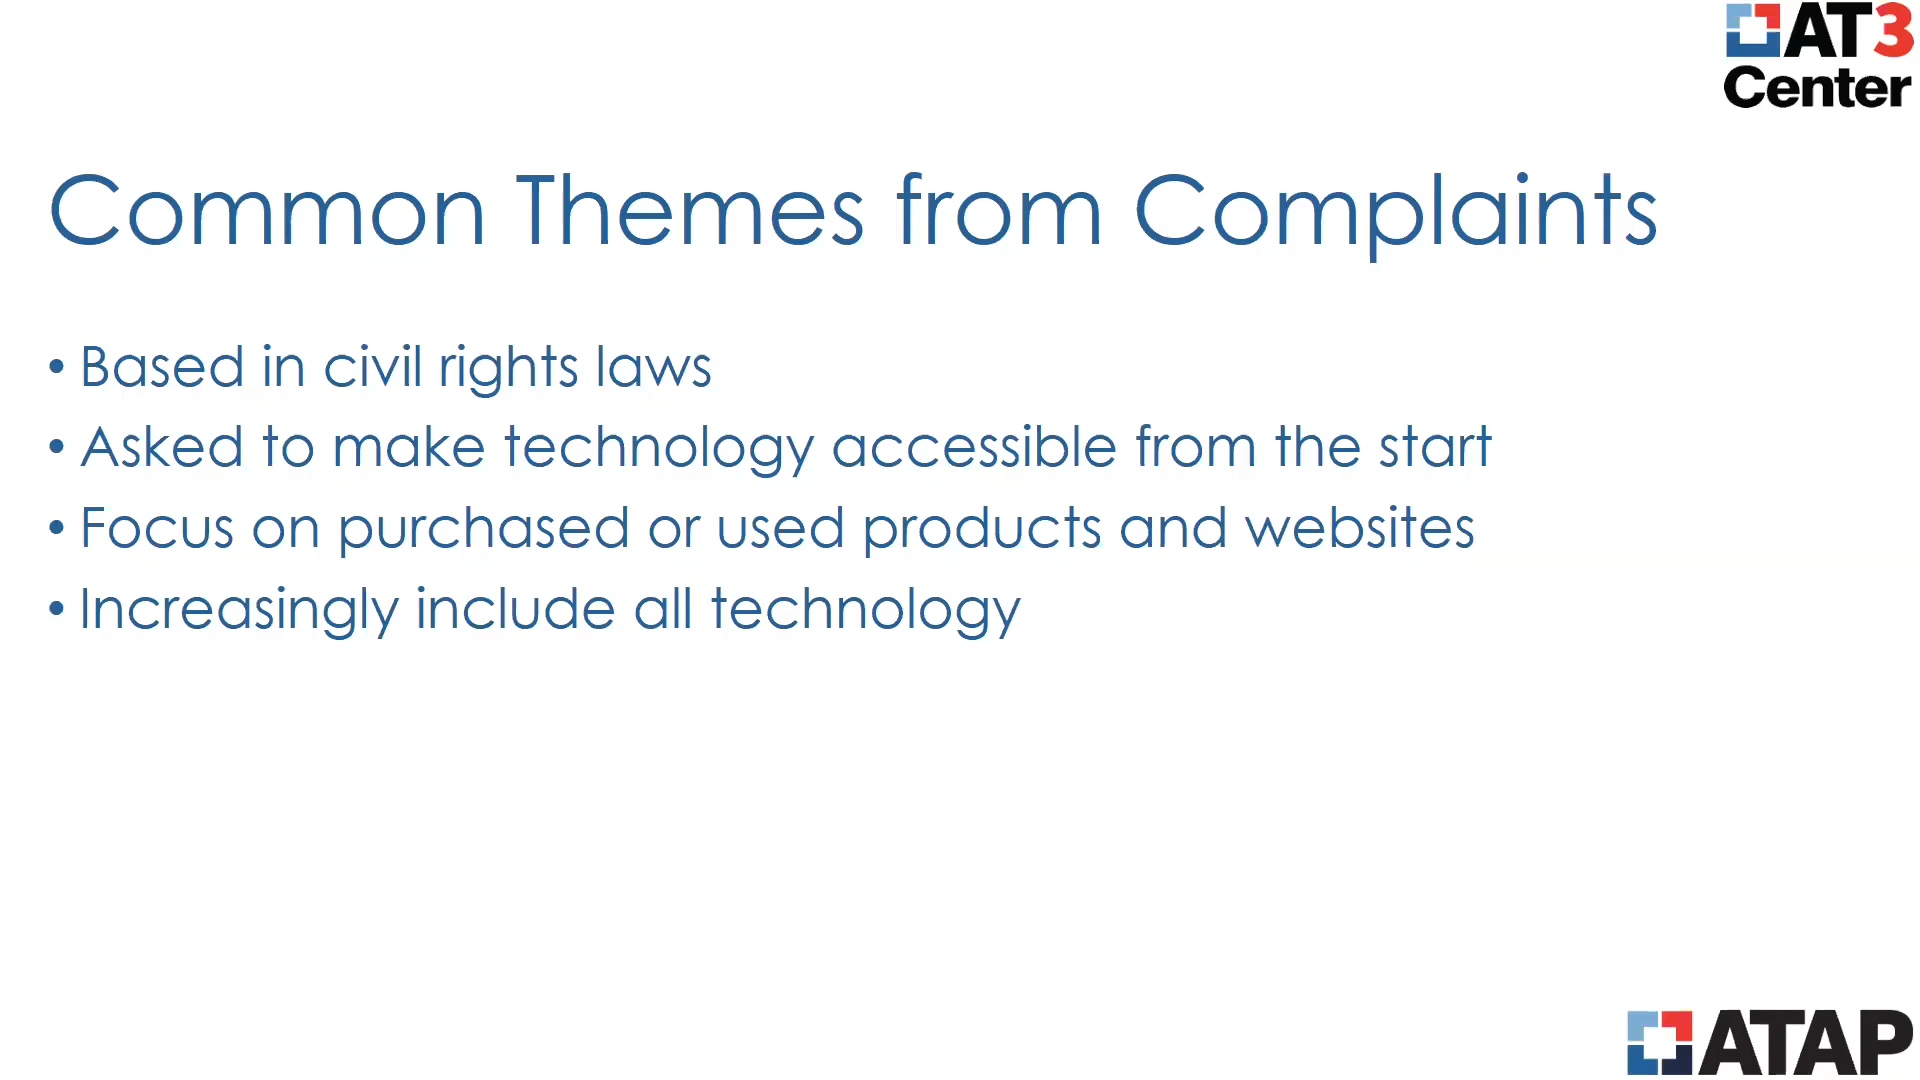 AT3
Center
Common Themes from Complaints
• Based in civil rights laws
• Asked to make technology accessible from the start
• Focus on purchased or used products and websites
• Increasingly include all technology
ATAP